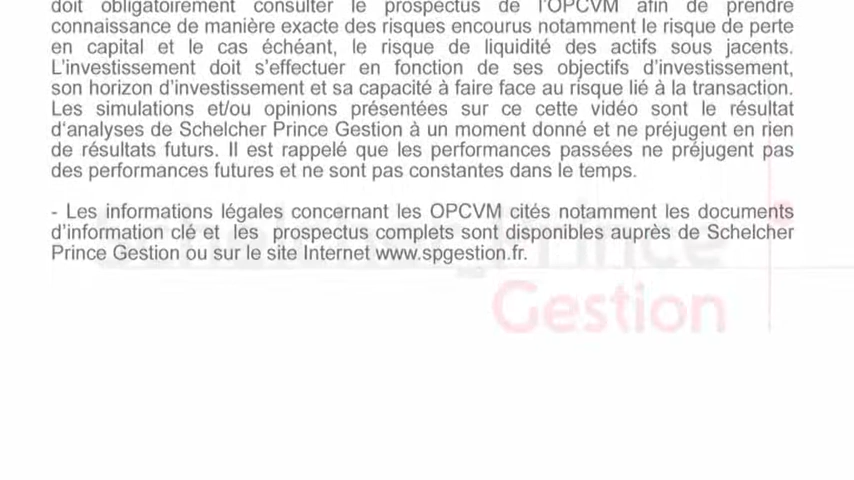 doit obligatoirement consulter le prospectus de l'OPCVM afin de prendre
connaissance de manière exacte des risques encourus notamment le risque de perte
en capital et le cas échéant, le risque de liquidité des actifs sous jacents.
L'investissement doit s'effectuer en fonction de ses objectifs d'investissement,
son horizon d'investissement et sa capacité à faire face au risque lié à la transaction.
Les simulations et/ou opinions présentées sur ce cette vidéo sont le résultat
d'analyses de Schelcher Prince Gestion à un moment donné et ne préjugent en rien
de résultats futurs. Il est rappelé que les performances passées ne préjugent pas
des performances futures et ne sont pas constantes dans le temps.
- Les informations légales concernant les OPCVM cités notamment les documents
d'information clé et les prospectus complets sont disponibles auprès de Schelcher
Prince Gestion ou sur le site Internet www.spgestion.fr.
Schelcher Prince
Gestion